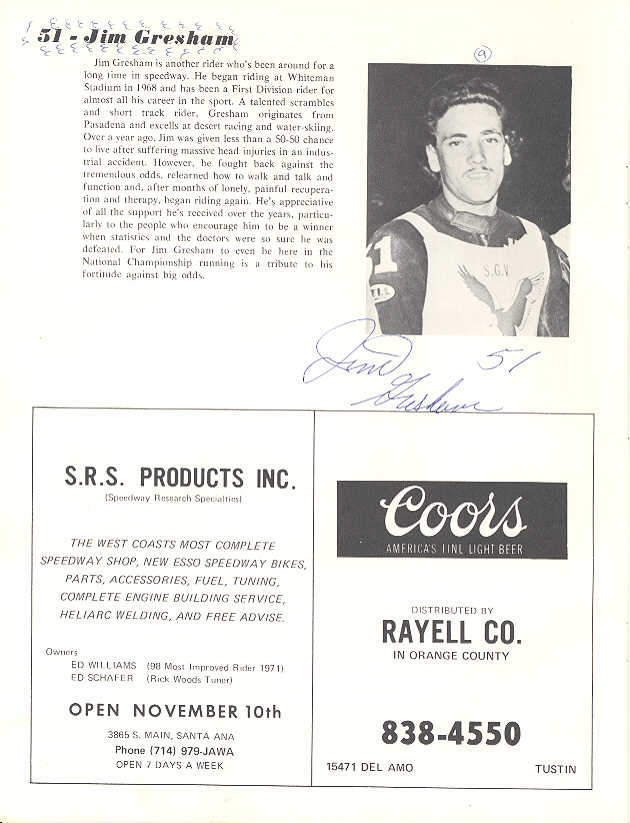 51 - Jim Gresham
9
Jim Gresham is another rider who's been around for a
long time in speedway. He began riding at Whiteman
Stadium in 1968 and has been a First Division rider for
almost all his career in the sport. A talented scrambles
and short track rider, Gresham originates from
Pasadena and excells at desert racing and water-skiing.
Over a year ago, Jim was given less than a 50-50 chance
to live after suffering massive head injuries in an indus-
trial accident. However, he fought back against the
tremendous odds, relearned how to walk and talk and
function and, after months of lonely, painful recupera-
tion and therapy, began riding again. He's appreciative
of all the support he's received over the years, particu-
larly to the people who encourage him to be a winner
when statistics and the doctors were so sure he was
defeated. For Jim Gresham to even be here in the
National Championship running is a tribute to his
fortitude against big odds.
1
S.G.V.
Jim 51
Gresham
S.R.S. PRODUCTS INC.
(Speedway Research Specialties)
THE WEST COASTS MOST COMPLETE
SPEEDWAY SHOP, NEW ESSO SPEEDWAY BIKES,
PARTS, ACCESSORIES, FUEL, TUNING,
COMPLETE ENGINE BUILDING SERVICE,
HELIARC WELDING, AND FREE ADVISE.
Owners
ED WILLIAMS (98 Most Improved Rider 1971)
ED SCHAFER (Rick Woods Tuner)
OPEN NOVEMBER 10th
3865 S. MAIN, SANTA ANA
Phone (714) 979-JAWA
OPEN 7 DAYS A WEEK
Coors
AMERICA'S FINE LIGHT BEER
DISTRIBUTED BY
RAYELL CO.
IN ORANGE COUNTY
838-4550
15471 DEL AMO TUSTIN